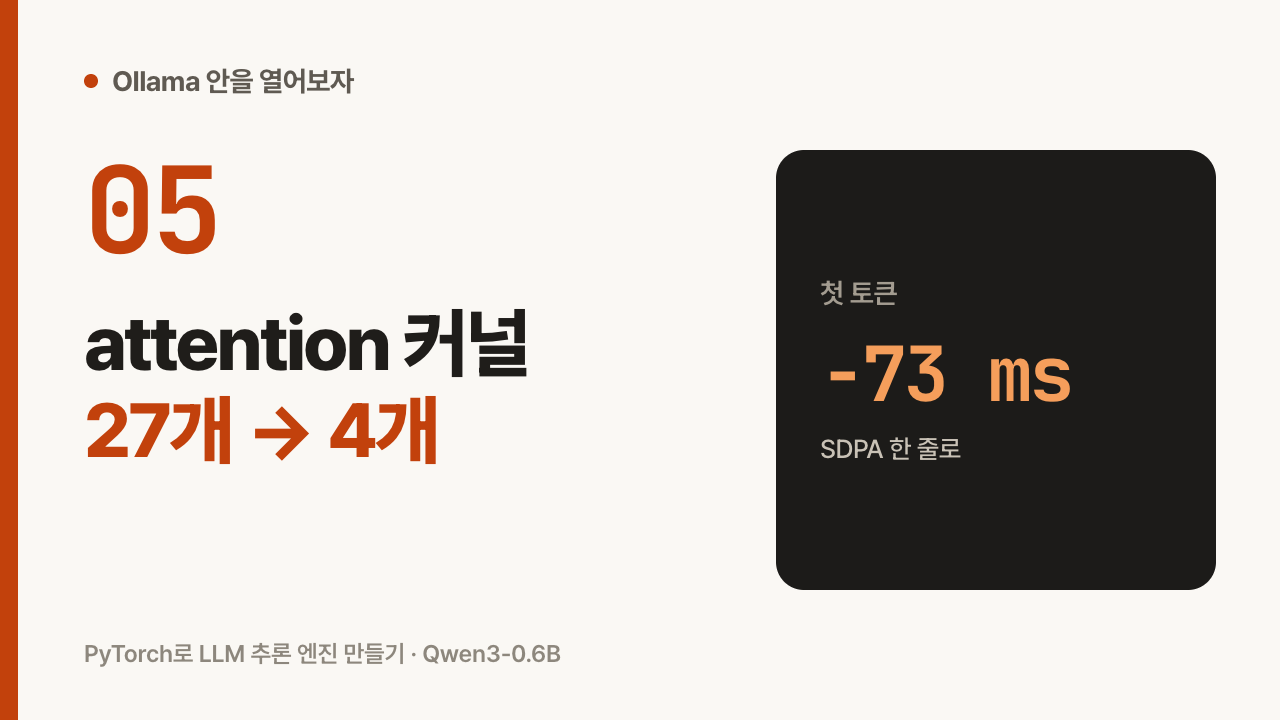 Ollama 안을 열어보자
05
attention 커널
27개 → 4개
첫 토큰
-73 ms
SDPA 한 줄로
PyTorch로 LLM 추론 엔진 만들기 · Qwen3-0.6B